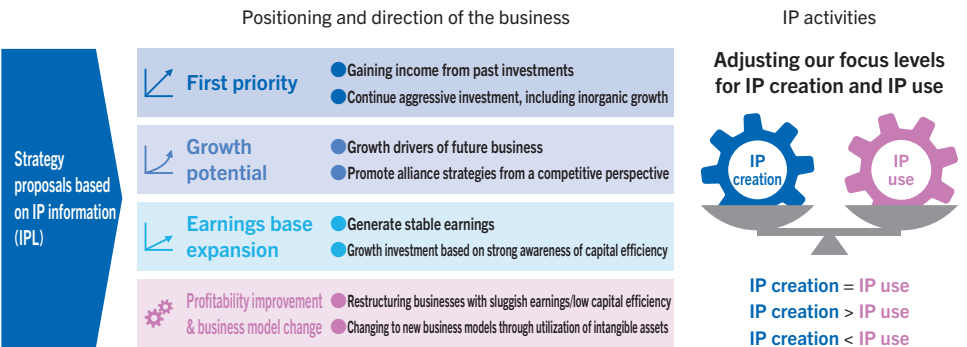 Positioning and direction of the business
IP activities
Strategy
proposals based
on IP information
(IPL)
First priority
●Gaining income from past investments
●Continue aggressive investment, including inorganic growth
Growth
potential
●Growth drivers of future business
●Promote alliance strategies from a competitive perspective
Earnings base
expansion
●Generate stable earnings
●Growth investment based on strong awareness of capital efficiency
Profitability improvement
& business model change
●Restructuring businesses with sluggish earnings/low capital efficiency
●Changing to new business models through utilization of intangible assets
Adjusting our focus levels
for IP creation and IP use
IP
creation
IP
use
IP creation = IP use
IP creation > IP use
IP creation < IP use